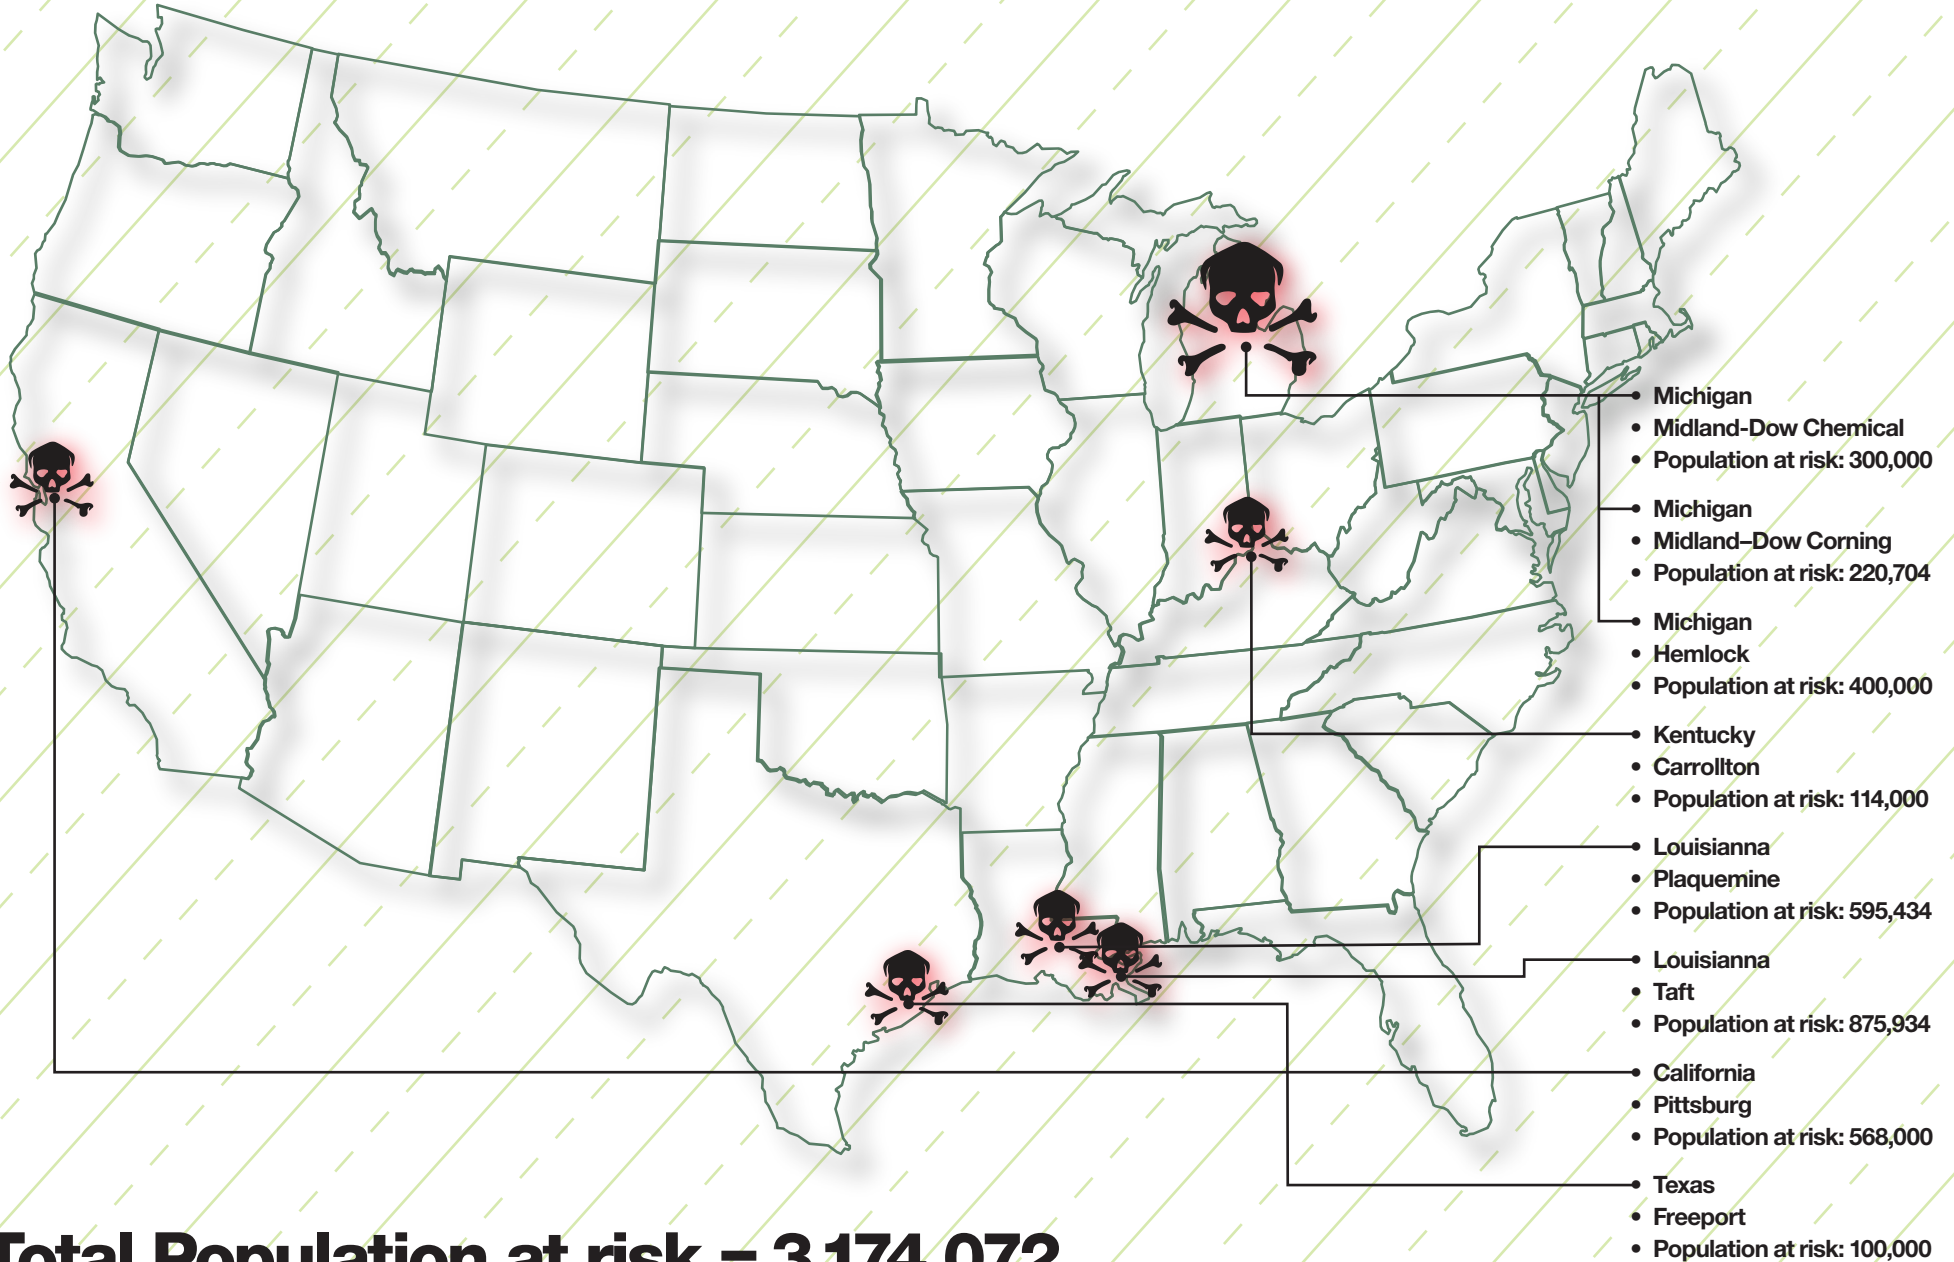 Michigan
Midland-Dow Chemical
Population at risk: 300,000
Michigan
Midland–Dow Corning
Population at risk: 220,704
Michigan
Hemlock
Population at risk: 400,000
Kentucky
Carrollton
Population at risk: 114,000
Louisianna
Plaquemine
Population at risk: 595,434
Louisianna
Taft
Population at risk: 875,934
California
Pittsburg
Population at risk: 568,000
Texas
Freeport
Population at risk: 100,000
Total Population at risk = 3,174,072